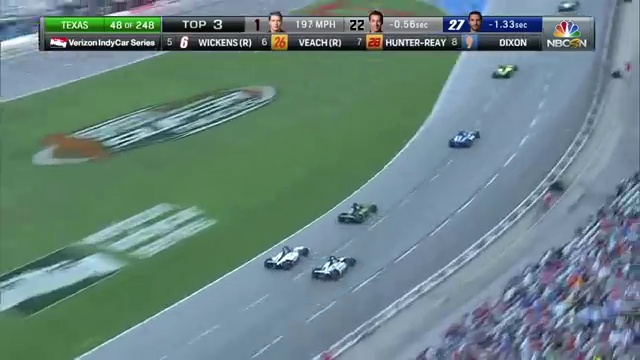 TEXAS 48 OF 248 TOP 3 1 197 MPH 22 -0.56sec 27 -1.33sec NBCSN
Verizon IndyCar Series 5 6 WICKENS (R) 6 26 VEACH (R) 7 28 HUNTER-REAY 8 9 DIXON